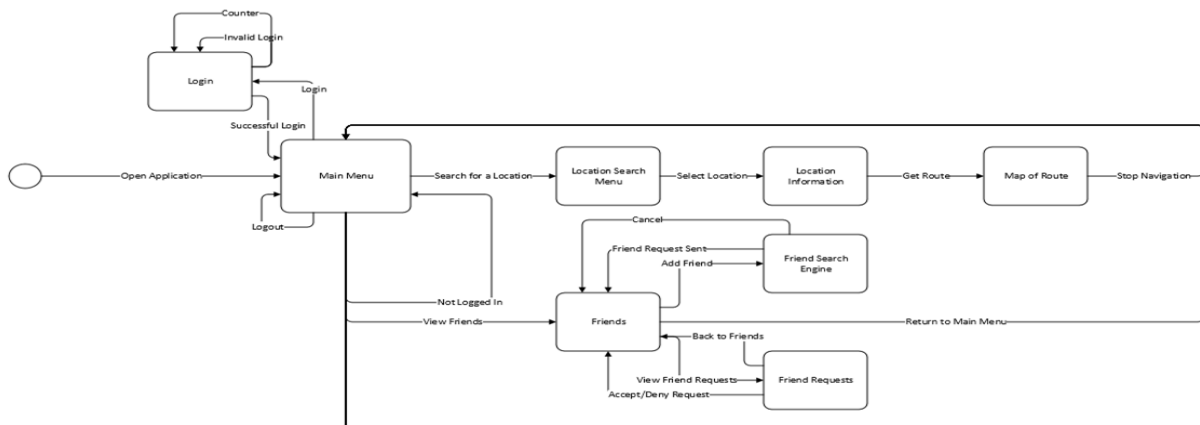 Counter
Invalid Login
Login
Login
Successful Login
Open Application
Main Menu
Search for a Location
Location Search
Menu
Select Location
Location
Information
Get Route
Map of Route
Stop Navigation
Logout
Cancel
Friend Request Sent
Add Friend
Friend Search
Engine
Not Logged In
View Friends
Friends
Return to Main Menu
Back to Friends
View Friend Requests
Friend Requests
Accept/Deny Request